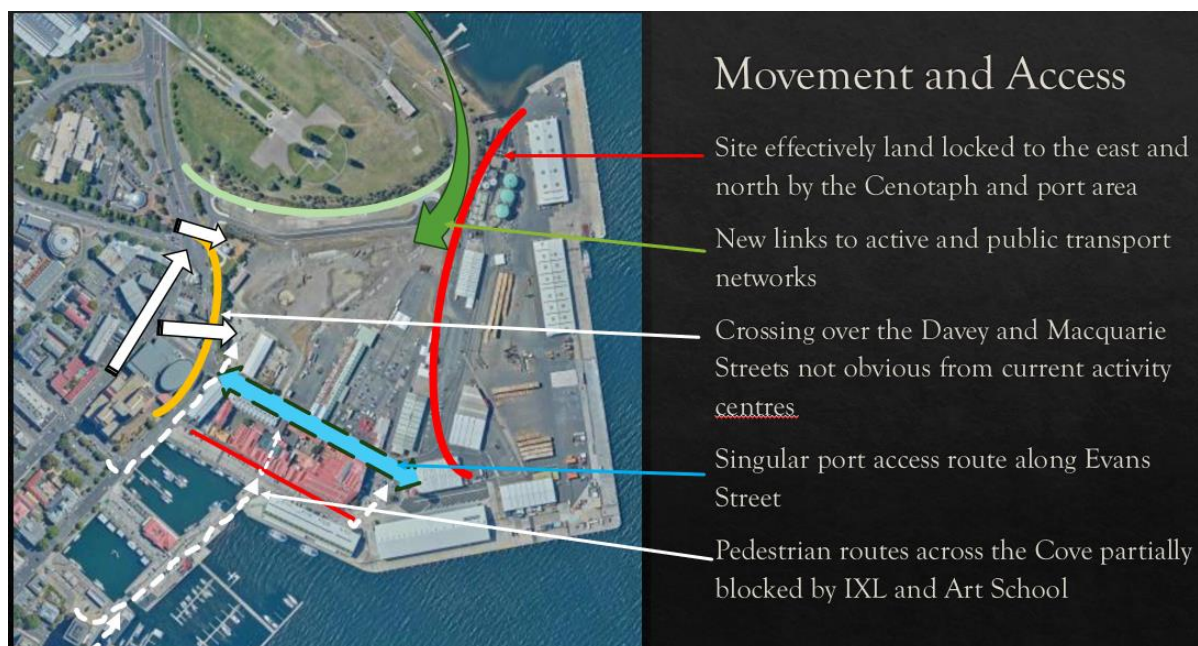 Movement and Access
Site effectively land locked to the east and
north by the Cenotaph and port area
New links to active and public transport
networks
Crossing over the Davey and Macquarie
Streets not obvious from current activity
centres
Singular port access route along Evans
Street
Pedestrian routes across the Cove partially
blocked by IXL and Art School